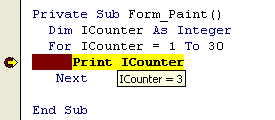 Private Sub Form_Paint()
Dim ICounter As Integer
For ICounter = 1 To 30
Print ICounter
Next
ICounter = 3
End Sub